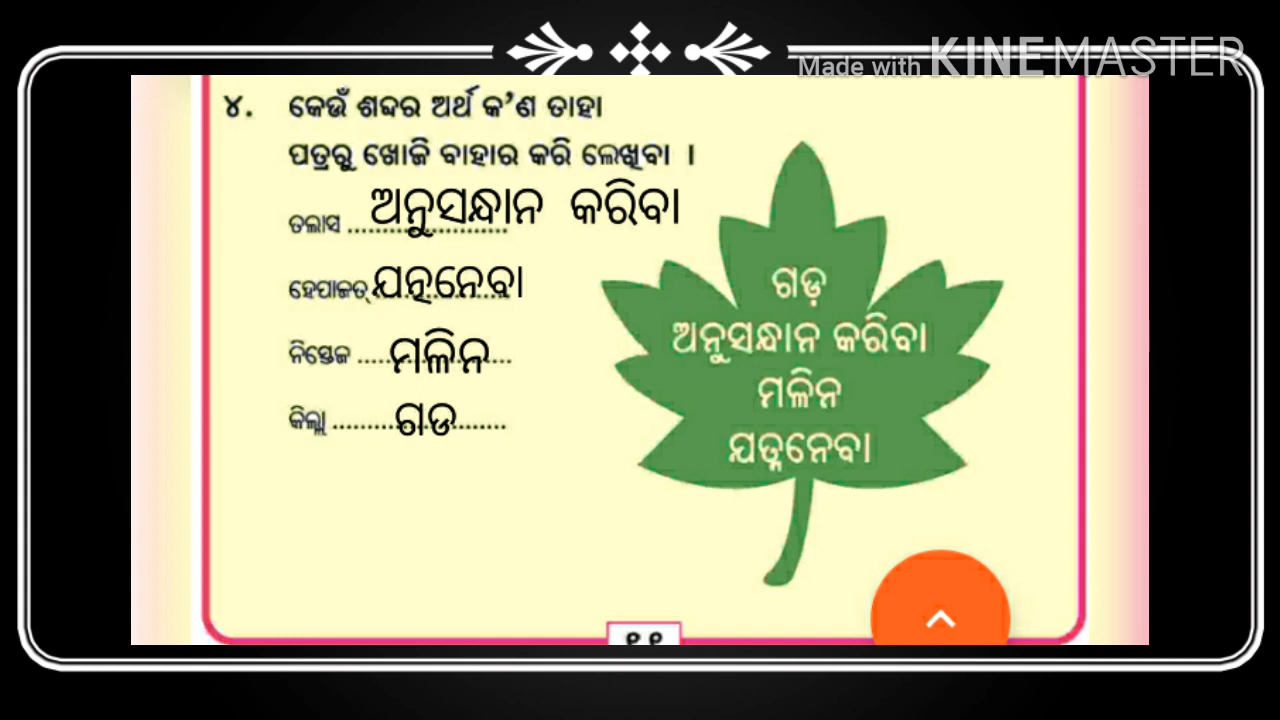 Made with KINEMASTER
୪. କେଉଁ ଶବ୍ଦର ଅର୍ଥ କ'ଣ ତାହା
ପତ୍ରରୁ ଖୋଜି ବାହାର କରି ଲେଖିବା ।
ତଲାସ ........................ ଅନୁସନ୍ଧାନ କରିବା
ହେପାଜତ୍ ........................ ଯତ୍ନନେବା
ନିସ୍ତେଜ ........................ ମଳିନ
କିଲ୍ଲା ........................ ଗଡ
ଗଡ଼
ଅନୁସନ୍ଧାନ କରିବା
ମଳିନ
ଯତ୍ନନେବା
୧୧